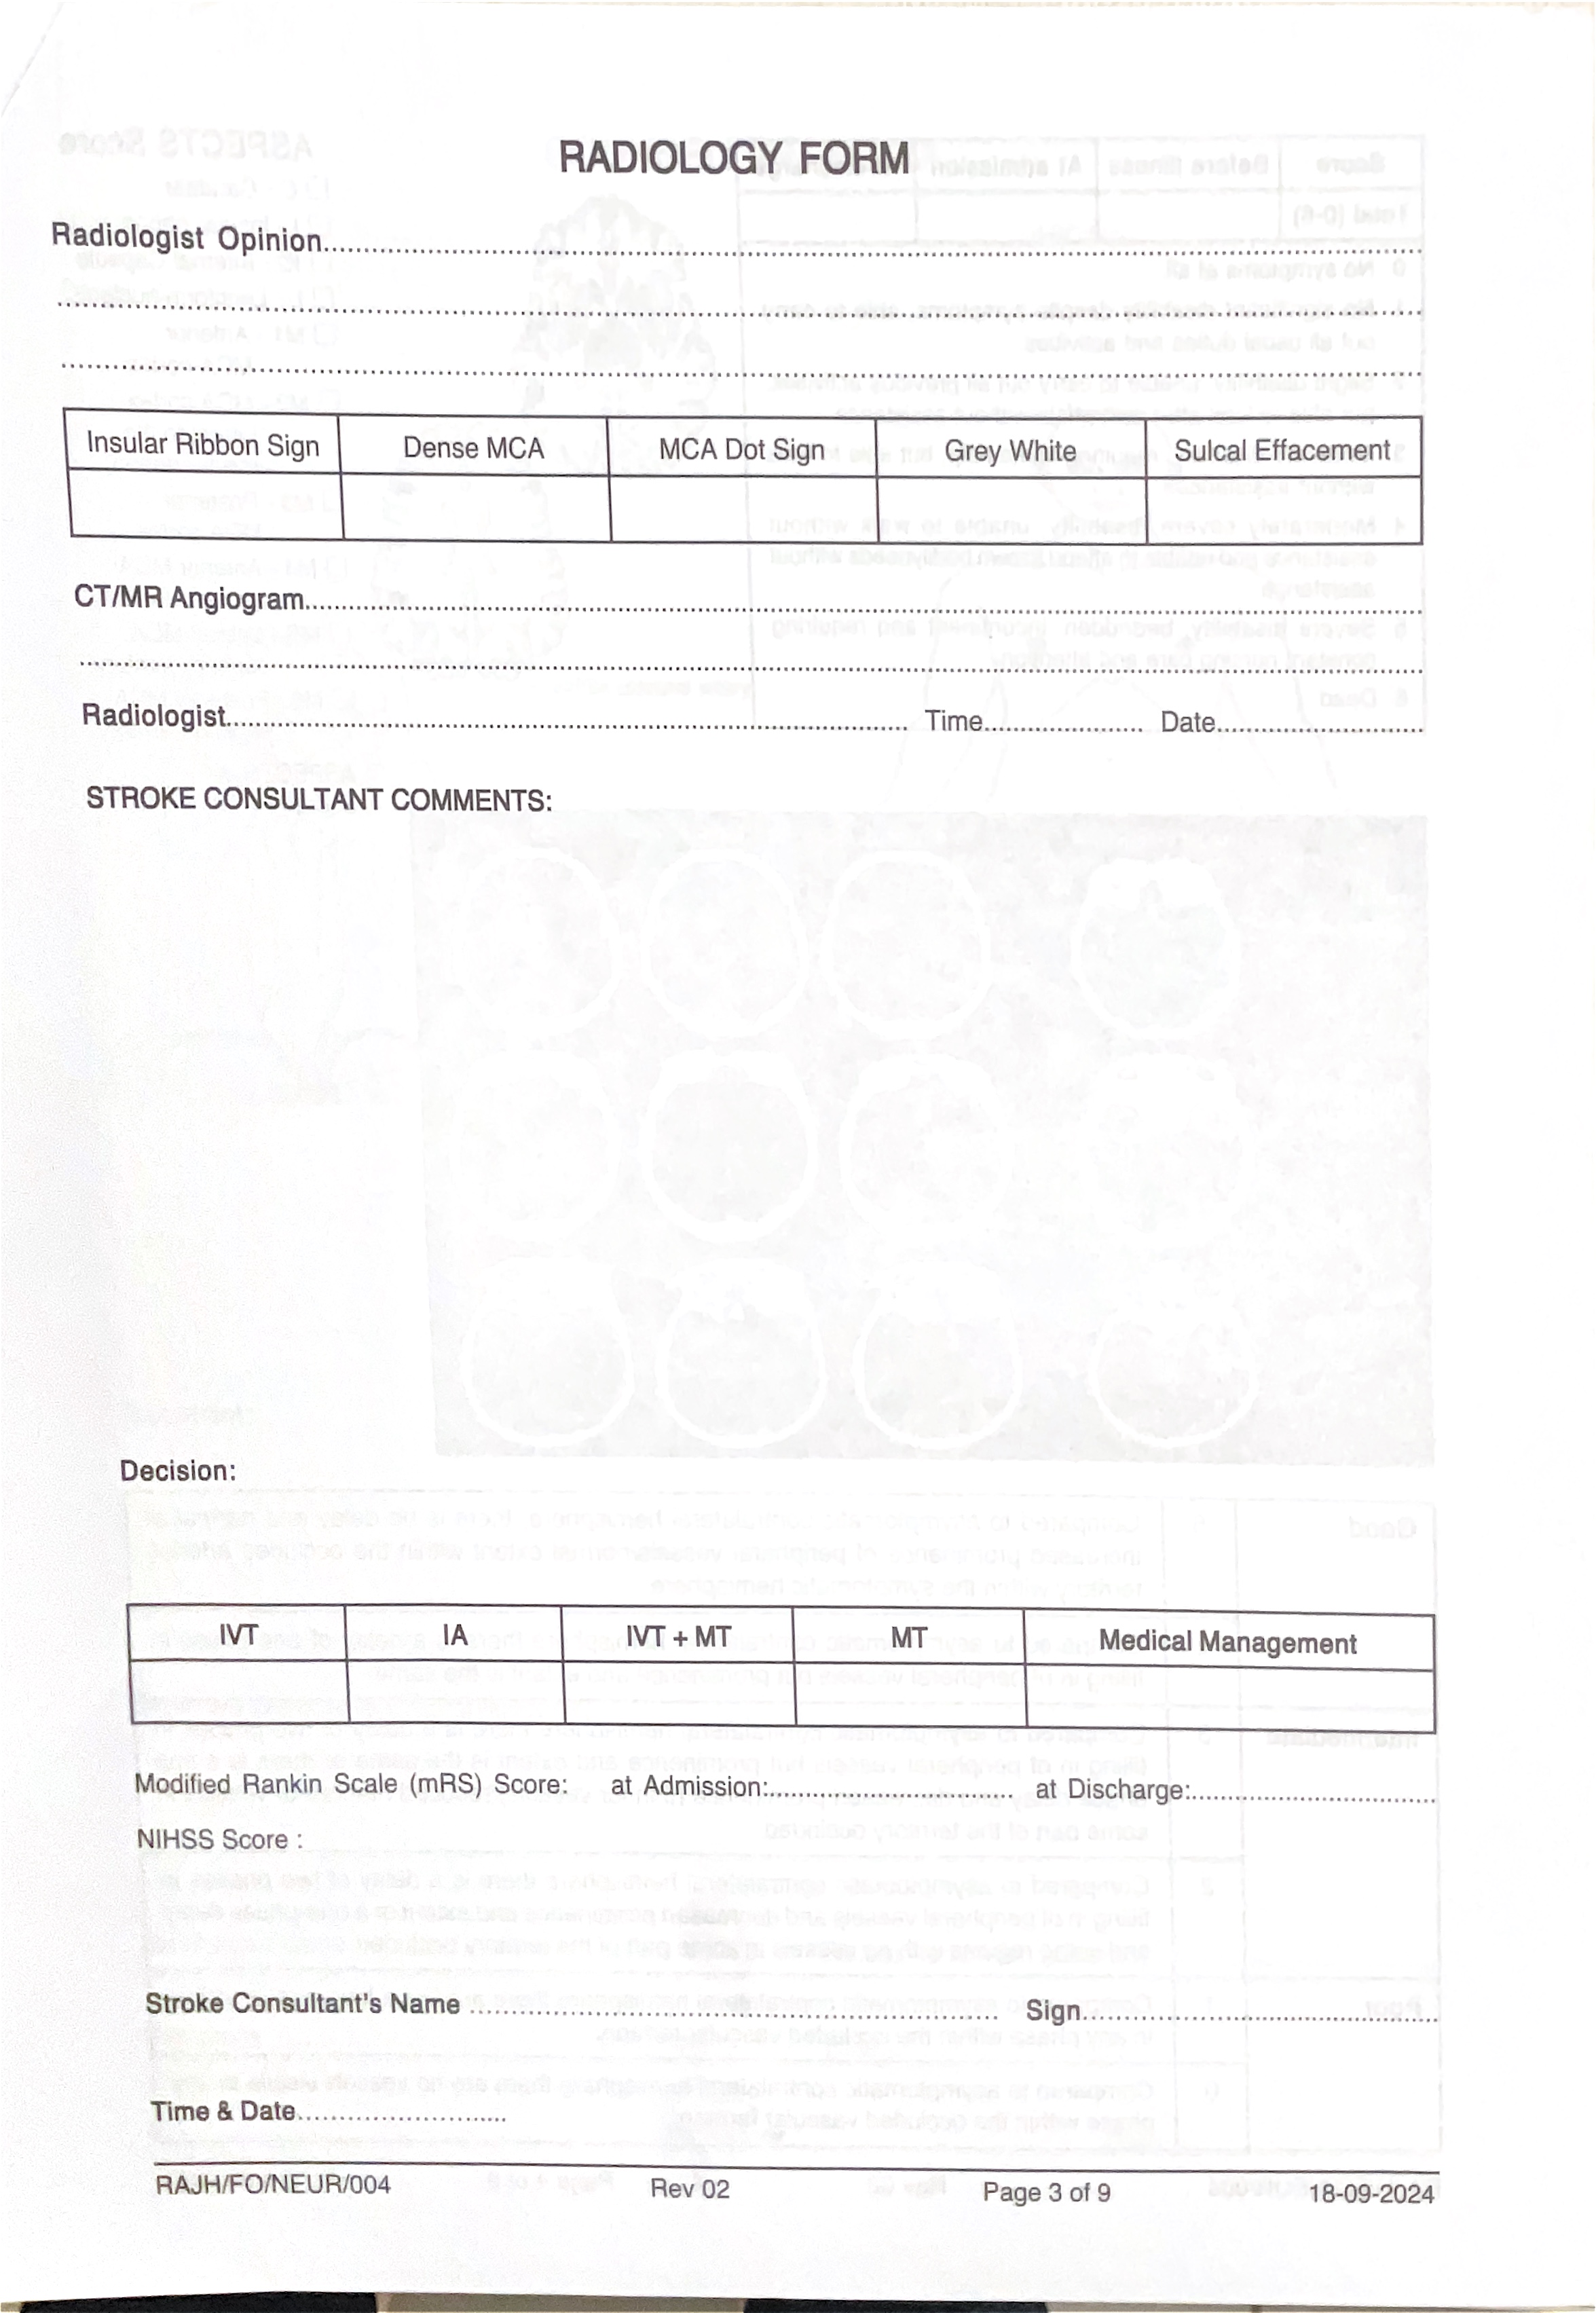 RADIOLOGY FORM
Radiologist Opinion
Insular Ribbon Sign Dense MCA MCA Dot Sign Grey White Sulcal Effacement
CT/MR Angiogram
Radiologist Time Date
STROKE CONSULTANT COMMENTS:
Decision:
IVT IA IVT + MT MT Medical Management
Modified Rankin Scale (mRS) Score: at Admission: at Discharge:
NIHSS Score :
Stroke Consultant's Name Sign
Time & Date
RAJH/FO/NEUR/004 Rev 02 Page 3 of 9 18-09-2024